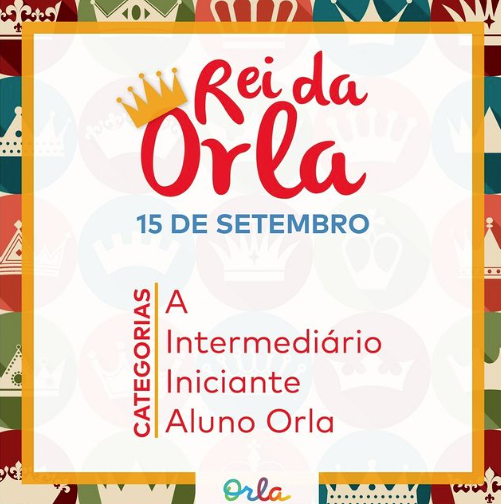 Rei da
Orla
15 DE SETEMBRO
CATEGORIAS
A
Intermediário
Iniciante
Aluno Orla
Orla